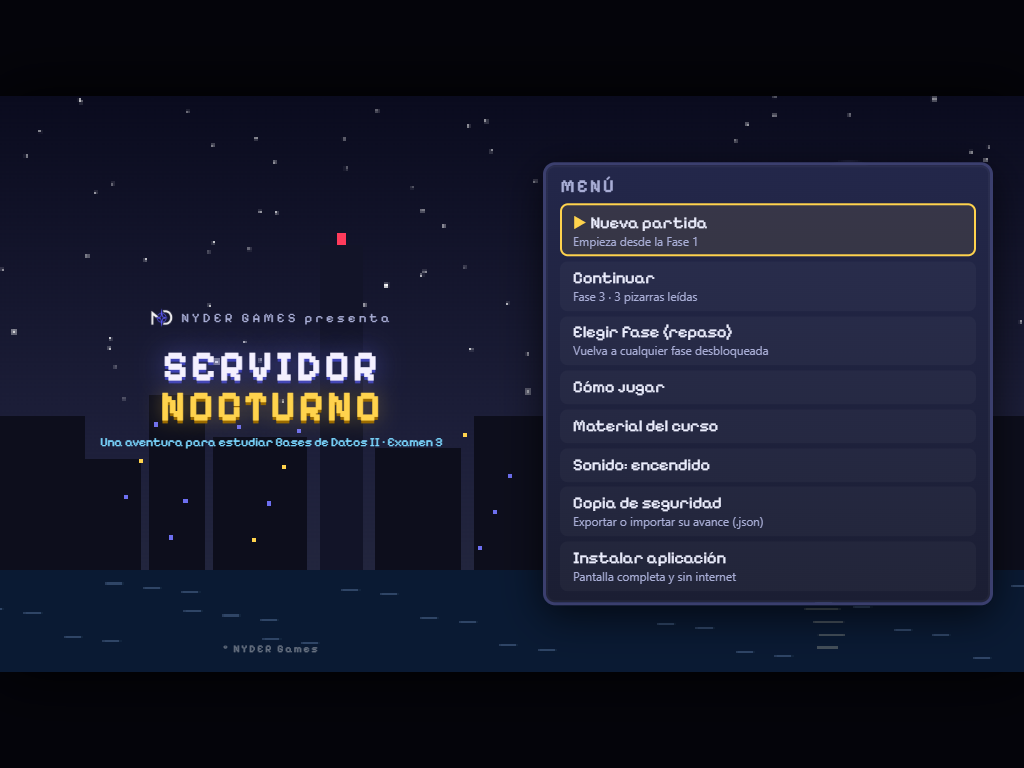 NYDER GAMES presenta
SERVIDOR
NOCTURNO
Una aventura para estudiar Bases de Datos II · Examen 3
* NYDER Games
MENÚ
▶ Nueva partida
Empieza desde la Fase 1
Continuar
Fase 3 · 3 pizarras leídas
Elegir fase (repaso)
Vuelva a cualquier fase desbloqueada
Cómo jugar
Material del curso
Sonido: encendido
Copia de seguridad
Exportar o importar su avance (.json)
Instalar aplicación
Pantalla completa y sin internet